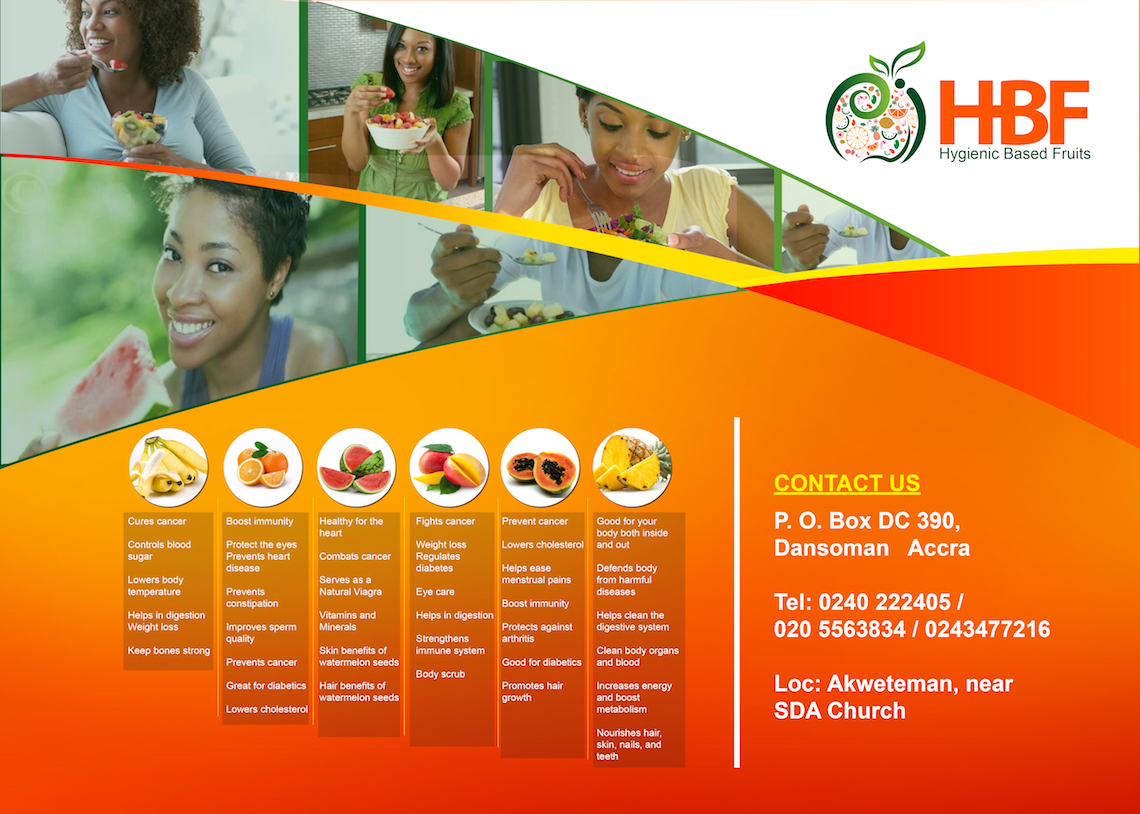 HBF
Hygienic Based Fruits
Cures cancer
Controls blood
sugar
Lowers body
temperature
Helps in digestion
Weight loss
Keep bones strong
Boost immunity
Protect the eyes
Prevents heart
disease
Prevents
constipation
Improves sperm
quality
Prevents cancer
Great for diabetics
Lowers cholesterol
Healthy for the
heart
Combats cancer
Serves as a
Natural Viagra
Vitamins and
Minerals
Skin benefits of
watermelon seeds
Hair benefits of
watermelon seeds
Fights cancer
Weight loss
Regulates
diabetes
Eye care
Helps in digestion
Strengthens
immune system
Body scrub
Prevent cancer
Lowers cholesterol
Helps ease
menstrual pains
Boost immunity
Protects against
arthritis
Good for diabetics
Promotes hair
growth
Good for your
body both inside
and out
Defends body
from harmful
diseases
Helps clean the
digestive system
Clean body organs
and blood
Increases energy
and boost
metabolism
Nourishes hair,
skin, nails, and
teeth
CONTACT US
P. O. Box DC 390,
Dansoman Accra
Tel: 0240 222405 /
020 5563834 / 0243477216
Loc: Akweteman, near
SDA Church